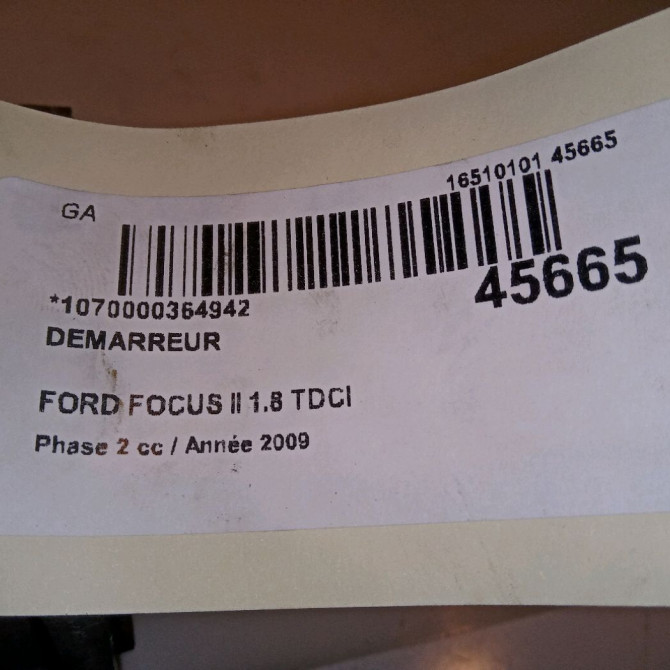 16510101 45665
GA
45665
*1070000364942
DEMARREUR
FORD FOCUS II 1.8 TDCI
Phase 2 cc / Année 2009